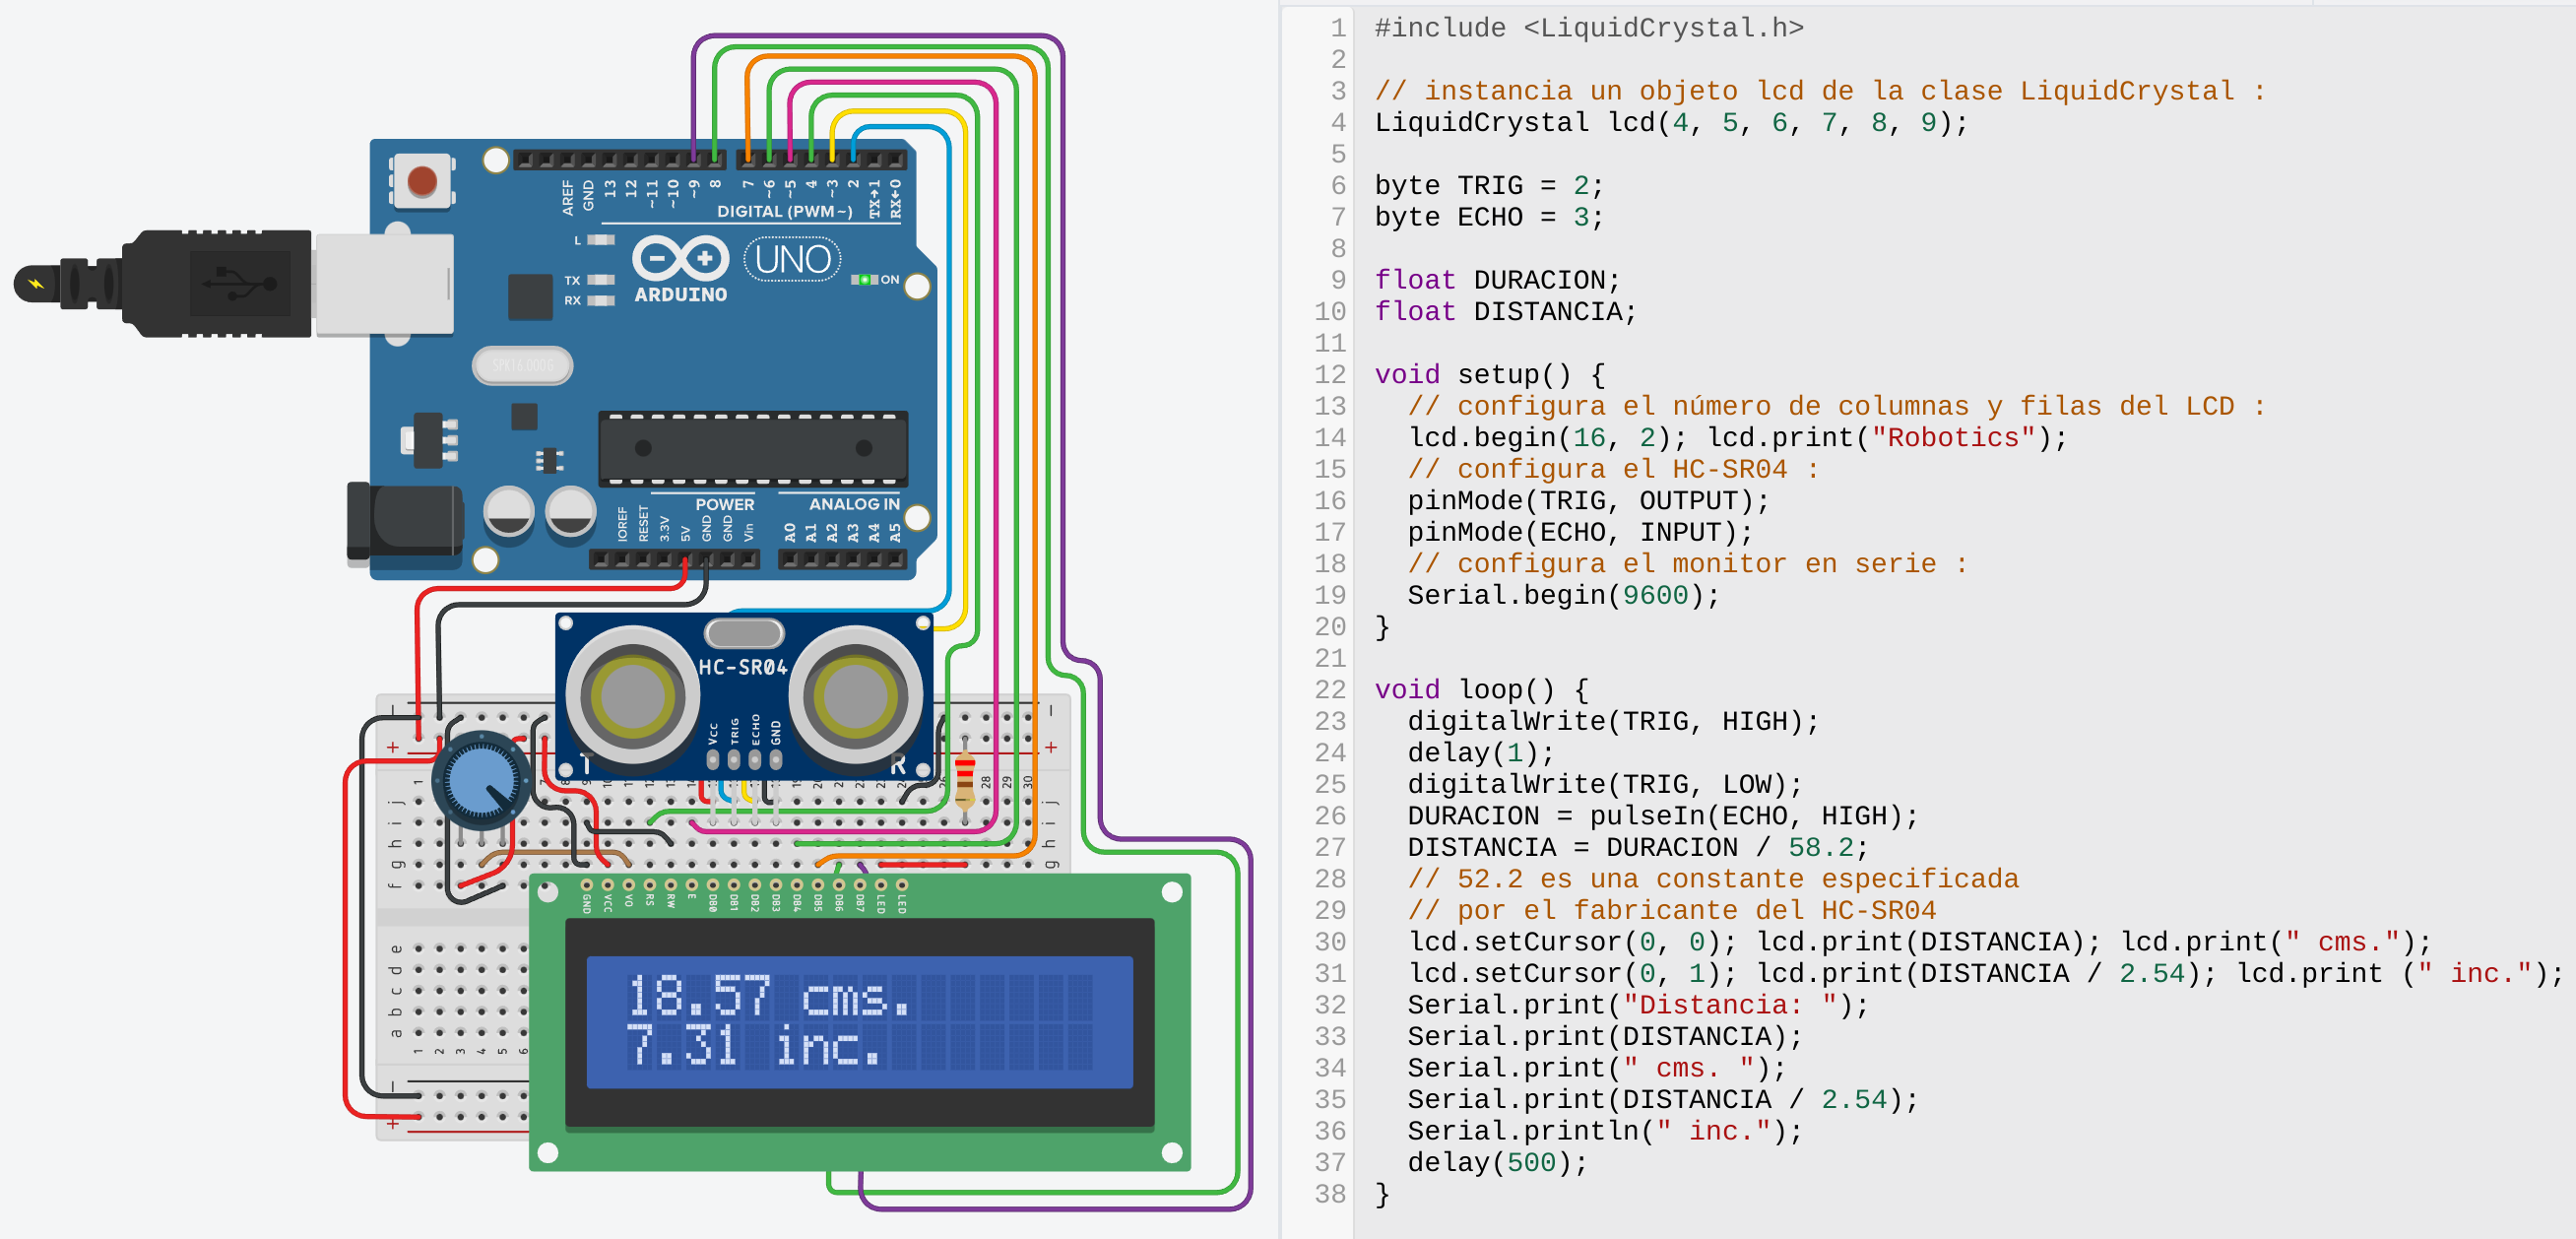 AREF
GND
13
12
~11
~10
~9
8
7
~6
~5
4
~3
2
TX→1
RX←0
DIGITAL (PWM~)
L
TX
RX
ARDUINO
UNO
ON
SPK16.000G
POWER
ANALOG IN
IOREF
RESET
3.3V
5V
GND
GND
Vin
A0
A1
A2
A3
A4
A5
HC-SR04
Vcc
TRIG
ECHO
GND
T
R
GND
VCC
VO
RS
RW
E
DB0
DB1
DB2
DB3
DB4
DB5
DB6
DB7
LED
LED
18.57 cms.
7.31 inc.
1 #include <LiquidCrystal.h>
2
3 // instancia un objeto lcd de la clase LiquidCrystal :
4 LiquidCrystal lcd(4, 5, 6, 7, 8, 9);
5
6 byte TRIG = 2;
7 byte ECHO = 3;
8
9 float DURACION;
10 float DISTANCIA;
11
12 void setup() {
13 // configura el número de columnas y filas del LCD :
14 lcd.begin(16, 2); lcd.print("Robotics");
15 // configura el HC-SR04 :
16 pinMode(TRIG, OUTPUT);
17 pinMode(ECHO, INPUT);
18 // configura el monitor en serie :
19 Serial.begin(9600);
20 }
21
22 void loop() {
23 digitalWrite(TRIG, HIGH);
24 delay(1);
25 digitalWrite(TRIG, LOW);
26 DURACION = pulseIn(ECHO, HIGH);
27 DISTANCIA = DURACION / 58.2;
28 // 52.2 es una constante especificada
29 // por el fabricante del HC-SR04
30 lcd.setCursor(0, 0); lcd.print(DISTANCIA); lcd.print(" cms.");
31 lcd.setCursor(0, 1); lcd.print(DISTANCIA / 2.54); lcd.print (" inc.");
32 Serial.print("Distancia: ");
33 Serial.print(DISTANCIA);
34 Serial.print(" cms. ");
35 Serial.print(DISTANCIA / 2.54);
36 Serial.println(" inc.");
37 delay(500);
38 }